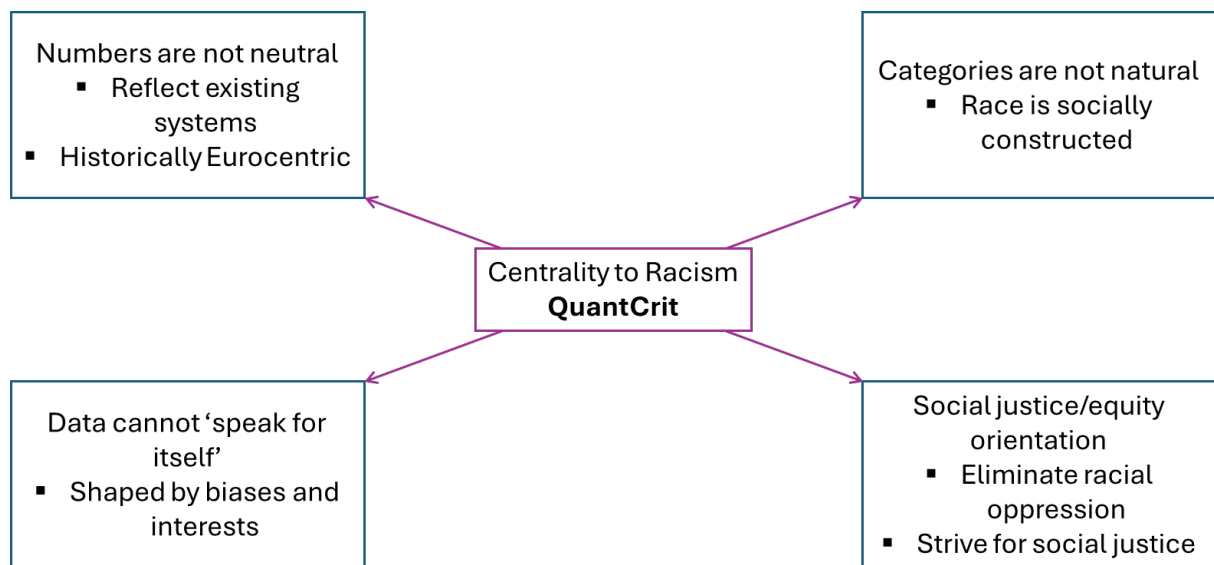 Numbers are not neutral
▪ Reflect existing
systems
▪ Historically Eurocentric
Categories are not natural
▪ Race is socially
constructed
Centrality to Racism
QuantCrit
Data cannot ‘speak for
itself’
▪ Shaped by biases and
interests
Social justice/equity
orientation
▪ Eliminate racial
oppression
▪ Strive for social justice